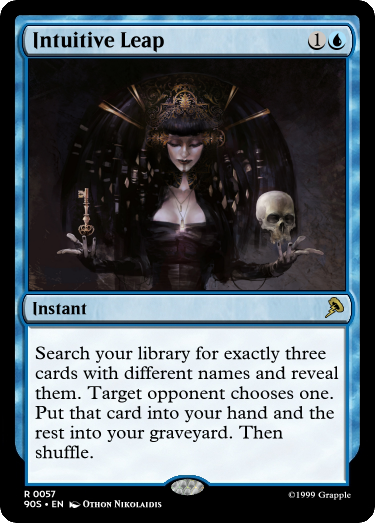 Intuitive Leap 1
Instant
Search your library for exactly three
cards with different names and reveal
them. Target opponent chooses one.
Put that card into your hand and the
rest into your graveyard. Then
shuffle.
R 0057
90S • EN Othon Nikolaidis
©1999 Grapple